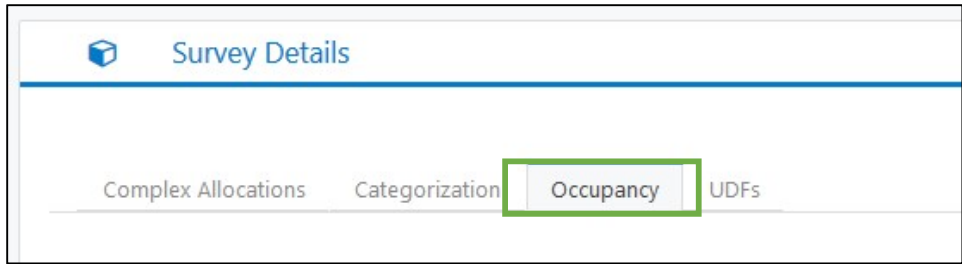 Survey Details
Complex Allocations Categorization Occupancy UDFs